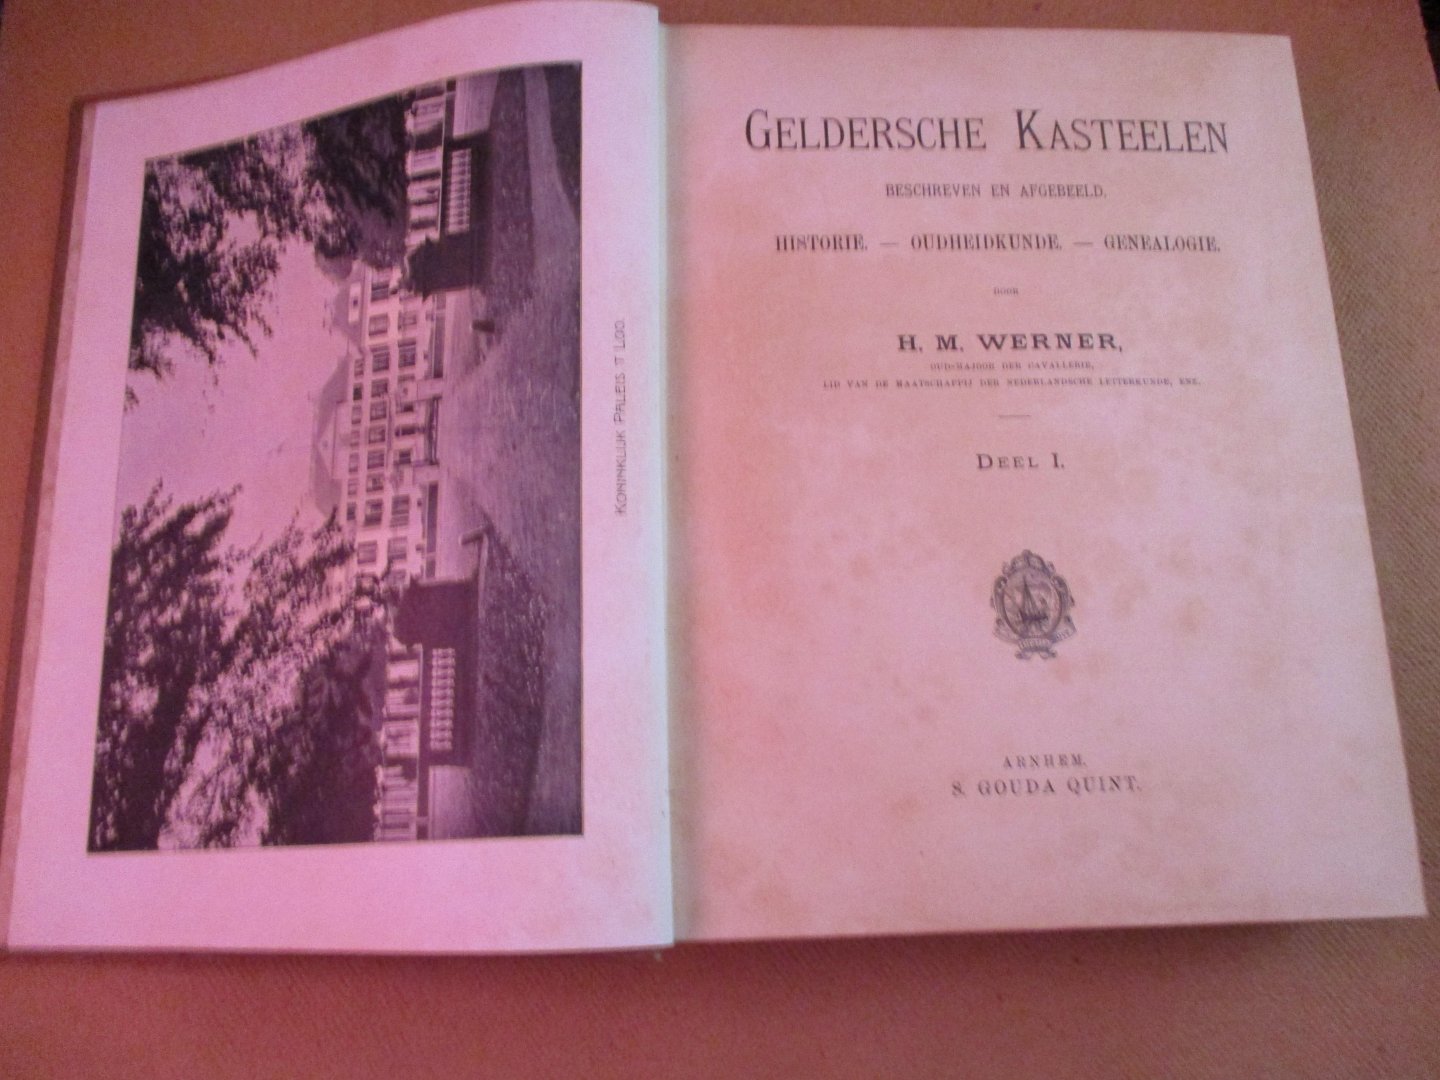 KONINKLIJK PALEIS 'T LOO.
GELDERSCHE KASTEELEN
BESCHREVEN EN AFGEBEELD.
HISTORIE. — OUDHEIDKUNDE. — GENEALOGIE.
DOOR
H. M. WERNER,
OUD-MAJOOR DER CAVALLERIE,
LID VAN DE MAATSCHAPPIJ DER NEDERLANDSCHE LETTERKUNDE, ENZ.
DEEL I.
ARNHEM.
S. GOUDA QUINT.